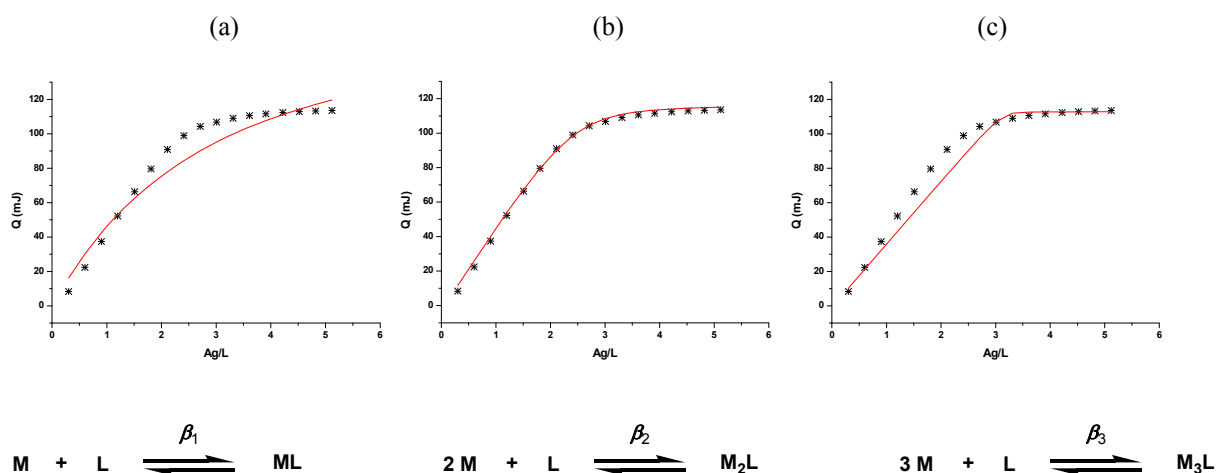 (a) (b) (c)
120 120 120
100 100 100
80 80 80
60 60 60
40 40 40
20 20 20
0 0 0
Q (mJ) Q (mJ) Q (mJ)
0 1 2 3 4 5 6 0 1 2 3 4 5 6 0 1 2 3 4 5 6
Ag/L Ag/L Ag/L
β1 β2 β3
M + L ML 2 M + L M2L 3 M + L M3L